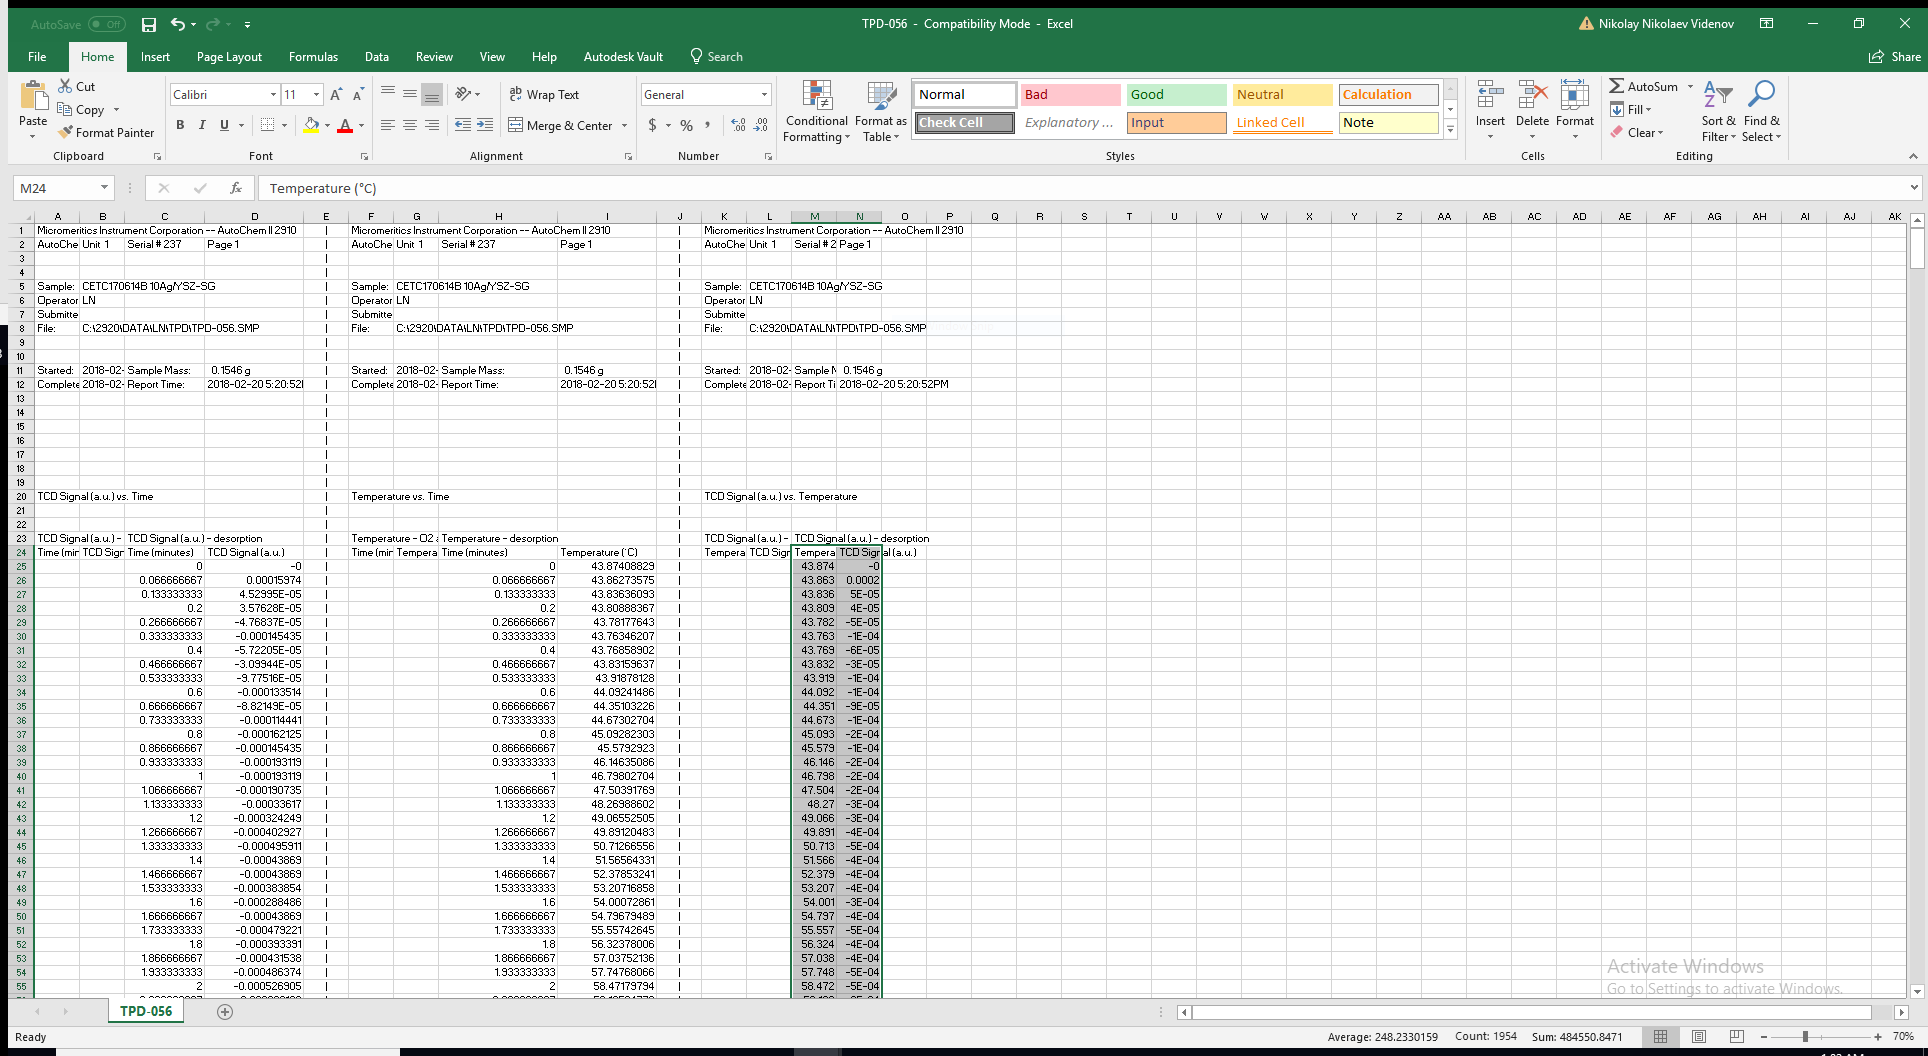 AutoSave Off
TPD-056 - Compatibility Mode - Excel
Nikolay Nikolaev Videnov
File Home Insert Page Layout Formulas Data Review View Help Autodesk Vault Search Share
Paste Cut Copy Format Painter
Calibri 11
B I U
Wrap Text
Merge & Center
General
$ % ,
Conditional Formatting Format as Table
Normal Bad Good Neutral Calculation
Check Cell Explanatory ... Input Linked Cell Note
Insert Delete Format
AutoSum Fill Clear
Sort & Filter Find & Select
Clipboard Font Alignment Number Styles Cells Editing
M24 fx Temperature (°C)
A B C D E F G H I J K L M N O P Q R S T U V W X Y Z AA AB AC AD AE AF AG AH AI AJ AK
1 Micromeritics Instrument Corporation -- AutoChem II 2910 | Micromeritics Instrument Corporation -- AutoChem II 2910 | Micromeritics Instrument Corporation -- AutoChem II 2910
2 AutoChe Unit 1 Serial # 237 Page 1 | AutoChe Unit 1 Serial # 237 Page 1 | AutoChe Unit 1 Serial # 2 Page 1
3 | |
4 | |
5 Sample: CETC170614B 10Ag/YSZ-SG | Sample: CETC170614B 10Ag/YSZ-SG | Sample: CETC170614B 10Ag/YSZ-SG
6 Operator LN | Operator LN | Operator LN
7 Submitte | Submitte | Submitte
8 File: C:\2920\DATA\LN\TPD\TPD-056.SMP | File: C:\2920\DATA\LN\TPD\TPD-056.SMP | File: C:\2920\DATA\LN\TPD\TPD-056.SMP
9 | |
10 | |
11 Started: 2018-02- Sample Mass: 0.1546 g | Started: 2018-02- Sample Mass: 0.1546 g | Started: 2018-02- Sample M 0.1546 g
12 Complete 2018-02- Report Time: 2018-02-20 5:20:52 | Complete 2018-02- Report Time: 2018-02-20 5:20:52 | Complete 2018-02- Report Ti 2018-02-20 5:20:52PM
13 | |
14 | |
15 | |
16 | |
17 | |
18 | |
19 | |
20 TCD Signal (a.u.) vs. Time | Temperature vs. Time | TCD Signal (a.u.) vs. Temperature
21 | |
22 | |
23 TCD Signal (a.u.) - TCD Signal (a.u.) - desorption | Temperature - O2 a Temperature - desorption | TCD Signal (a.u.) - TCD Signal (a.u.) - desorption
24 Time (min TCD Sign Time (minutes) TCD Signal (a.u.) | Time (min Tempera Time (minutes) Temperature (°C) | Tempera TCD Sign Tempera TCD Signal (a.u.)
25 0 -0 | 0 43.87408829 | 43.874 -0
26 0.066666667 0.00015974 | 0.066666667 43.86273575 | 43.863 0.0002
27 0.133333333 4.52995E-05 | 0.133333333 43.83636093 | 43.836 5E-05
28 0.2 3.57628E-05 | 0.2 43.80888367 | 43.809 4E-05
29 0.266666667 -4.76837E-05 | 0.266666667 43.78177643 | 43.782 -5E-05
30 0.333333333 -0.000145435 | 0.333333333 43.76346207 | 43.763 -1E-04
31 0.4 -5.72205E-05 | 0.4 43.76858902 | 43.769 -6E-05
32 0.466666667 -3.09944E-05 | 0.466666667 43.83159637 | 43.832 -3E-05
33 0.533333333 -9.77516E-05 | 0.533333333 43.91878128 | 43.919 -1E-04
34 0.6 -0.000133514 | 0.6 44.09241486 | 44.092 -1E-04
35 0.666666667 -8.82149E-05 | 0.666666667 44.35103226 | 44.351 -9E-05
36 0.733333333 -0.000114441 | 0.733333333 44.67302704 | 44.673 -1E-04
37 0.8 -0.000162125 | 0.8 45.09282303 | 45.093 -2E-04
38 0.866666667 -0.000145435 | 0.866666667 45.5792923 | 45.579 -1E-04
39 0.933333333 -0.000193119 | 0.933333333 46.14635086 | 46.146 -2E-04
40 1 -0.000193119 | 1 46.79802704 | 46.798 -2E-04
41 1.066666667 -0.000190735 | 1.066666667 47.50391769 | 47.504 -2E-04
42 1.133333333 -0.00033617 | 1.133333333 48.26988602 | 48.27 -3E-04
43 1.2 -0.000324249 | 1.2 49.06552505 | 49.066 -3E-04
44 1.266666667 -0.000402927 | 1.266666667 49.89120483 | 49.891 -4E-04
45 1.333333333 -0.000495911 | 1.333333333 50.71266556 | 50.713 -5E-04
46 1.4 -0.00043869 | 1.4 51.56564331 | 51.566 -4E-04
47 1.466666667 -0.00043869 | 1.466666667 52.37853241 | 52.379 -4E-04
48 1.533333333 -0.000383854 | 1.533333333 53.20716858 | 53.207 -4E-04
49 1.6 -0.000288486 | 1.6 54.00072861 | 54.001 -3E-04
50 1.666666667 -0.00043869 | 1.666666667 54.79679489 | 54.797 -4E-04
51 1.733333333 -0.000479221 | 1.733333333 55.55742645 | 55.557 -5E-04
52 1.8 -0.000393391 | 1.8 56.32378006 | 56.324 -4E-04
53 1.866666667 -0.000431538 | 1.866666667 57.03752136 | 57.038 -4E-04
54 1.933333333 -0.000486374 | 1.933333333 57.74768066 | 57.748 -5E-04
55 2 -0.000526905 | 2 58.47179794 | 58.472 -5E-04
Activate Windows
Go to Settings to activate Windows.
TPD-056
Ready Average: 248.2330159 Count: 1954 Sum: 484550.8471 70%